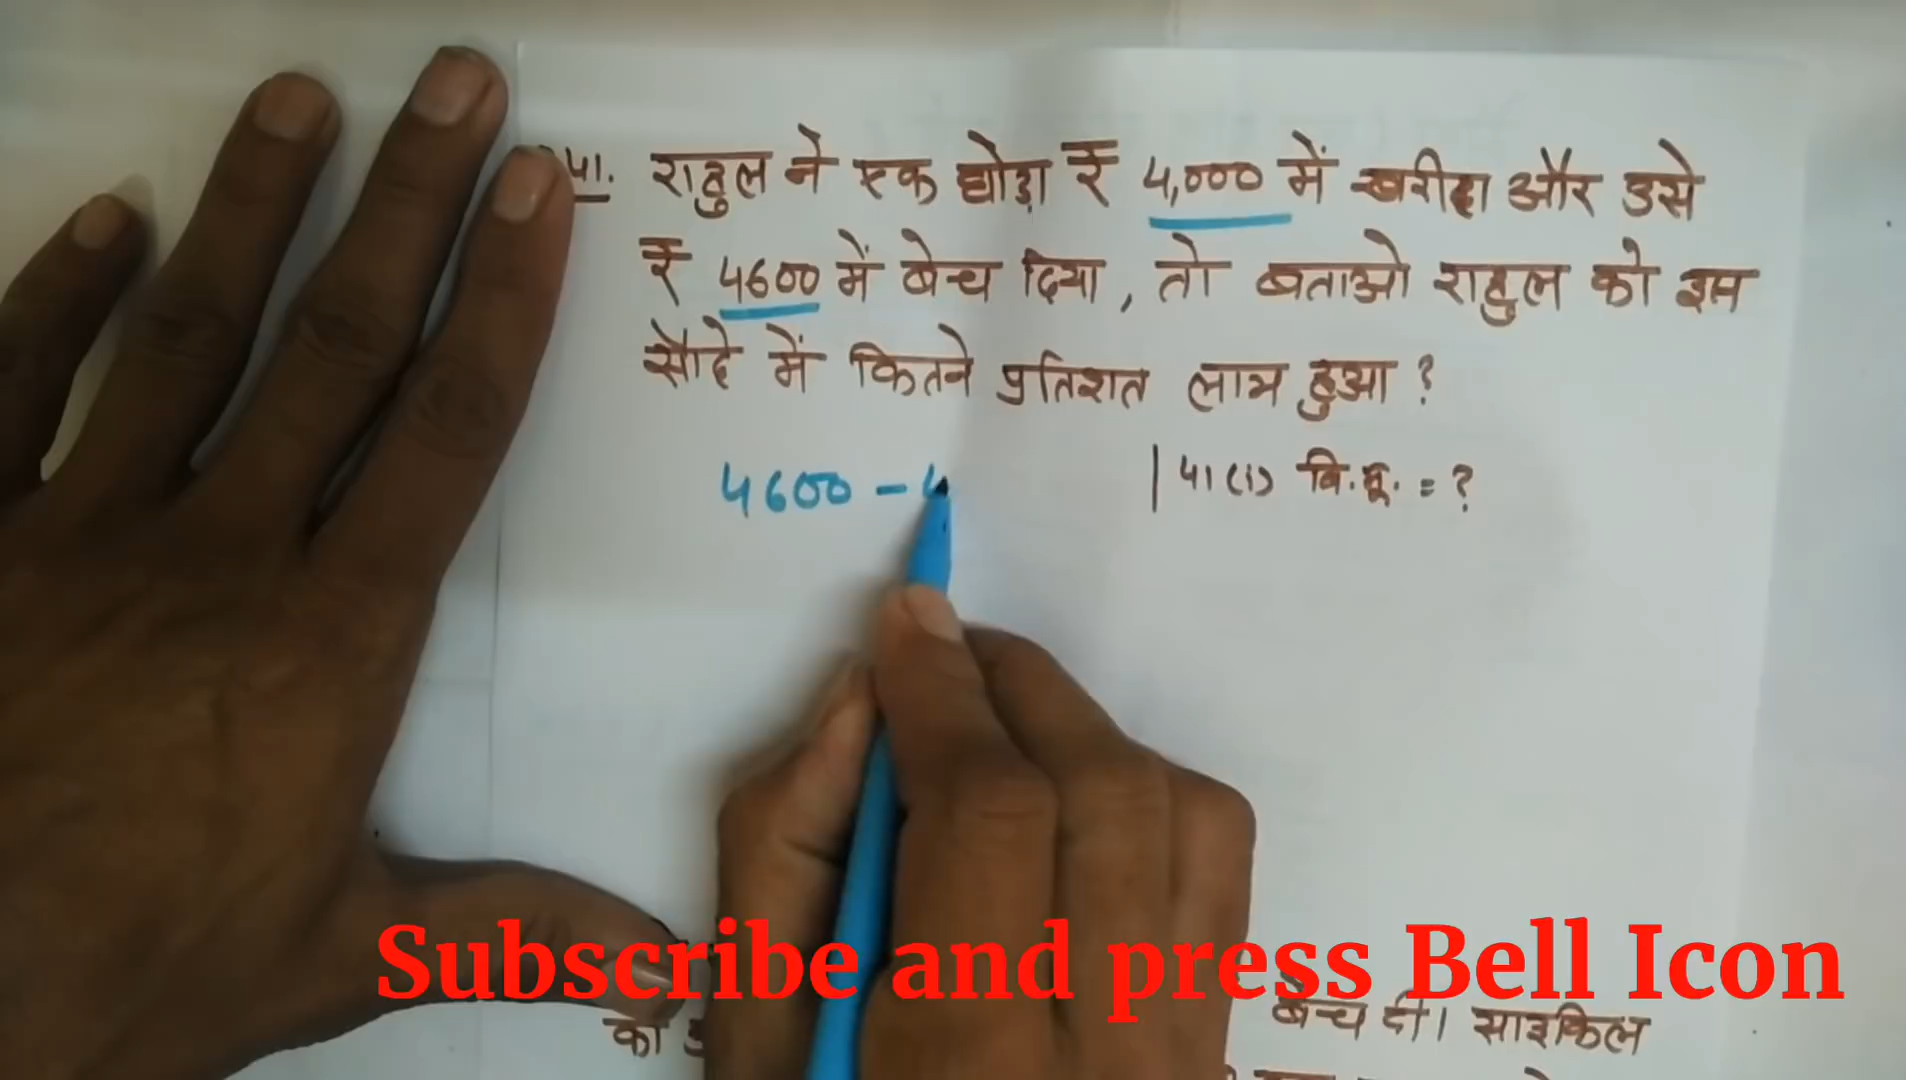 41. राहुल ने एक घोड़ा ₹ 4,000 में खरीदा और उसे
₹ 4600 में बेच दिया, तो बताओ राहुल को इस
सौदे में कितने प्रतिशत लाभ हुआ ?
4600 - 4
41(i) वि.मू. = ?
Subscribe and press Bell Icon
को
बेच दी। साइकिल